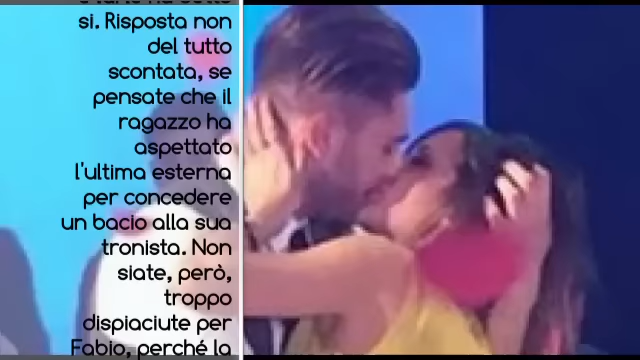 si. Risposta non
del tutto
scontata, se
pensate che il
ragazzo ha
aspettato
l'ultima esterna
per concedere
un bacio alla sua
tronista. Non
siate, però,
troppo
dispiaciute per
Fabio, perché la